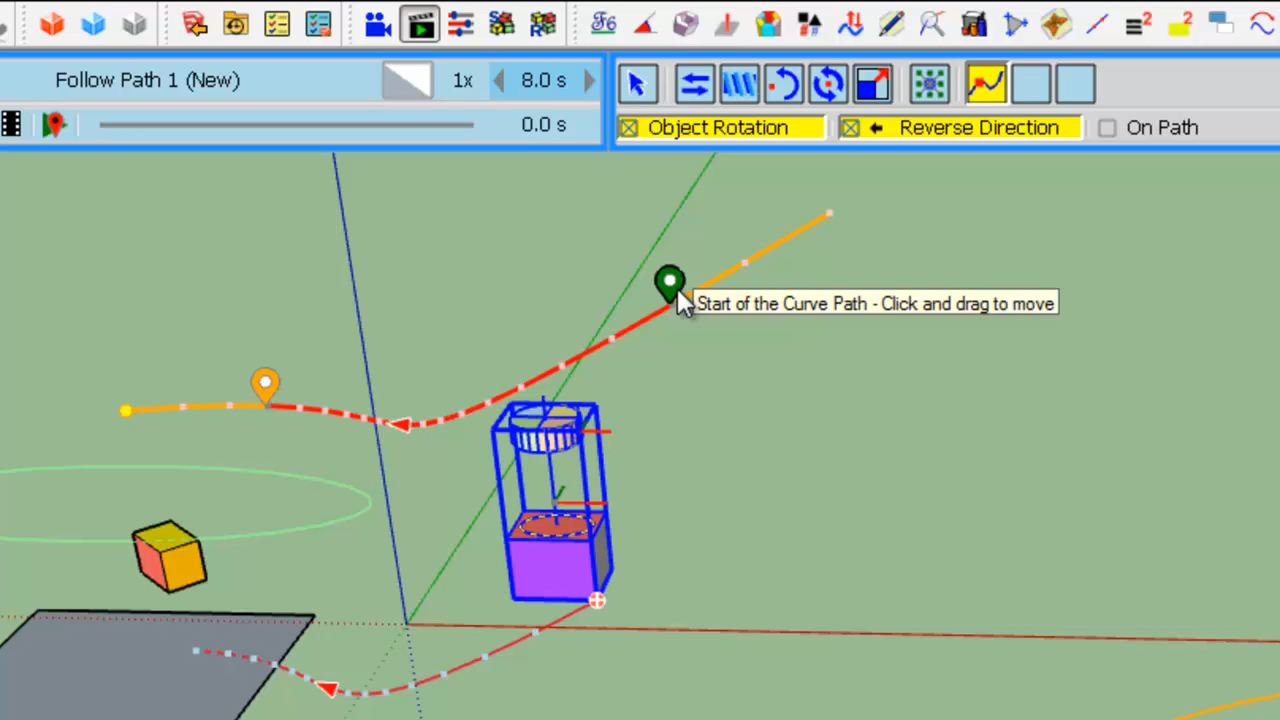 Follow Path 1 (New) 1x 8.0 s
0.0 s
Object Rotation Reverse Direction On Path
Start of the Curve Path - Click and drag to move